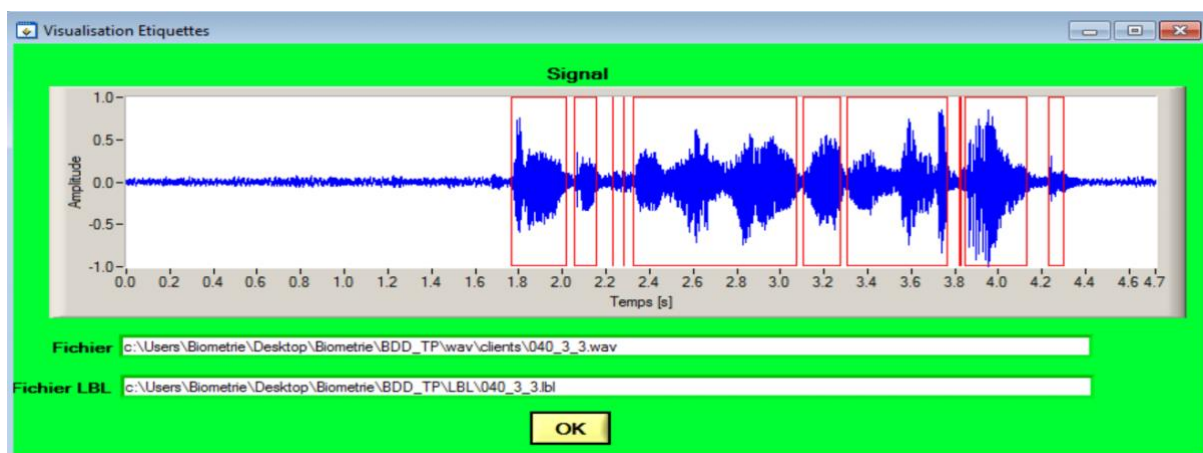 Visualisation Etiquettes
Signal
1.0
0.5
0.0
-0.5
-1.0
Amplitude
0.0 0.2 0.4 0.6 0.8 1.0 1.2 1.4 1.6 1.8 2.0 2.2 2.4 2.6 2.8 3.0 3.2 3.4 3.6 3.8 4.0 4.2 4.4 4.6 4.7
Temps [s]
Fichier c:\Users\Biometrie\Desktop\Biometrie\BDD_TP\wav\clients\040_3_3.wav
Fichier LBL c:\Users\Biometrie\Desktop\Biometrie\BDD_TP\LBL\040_3_3.lbl
OK